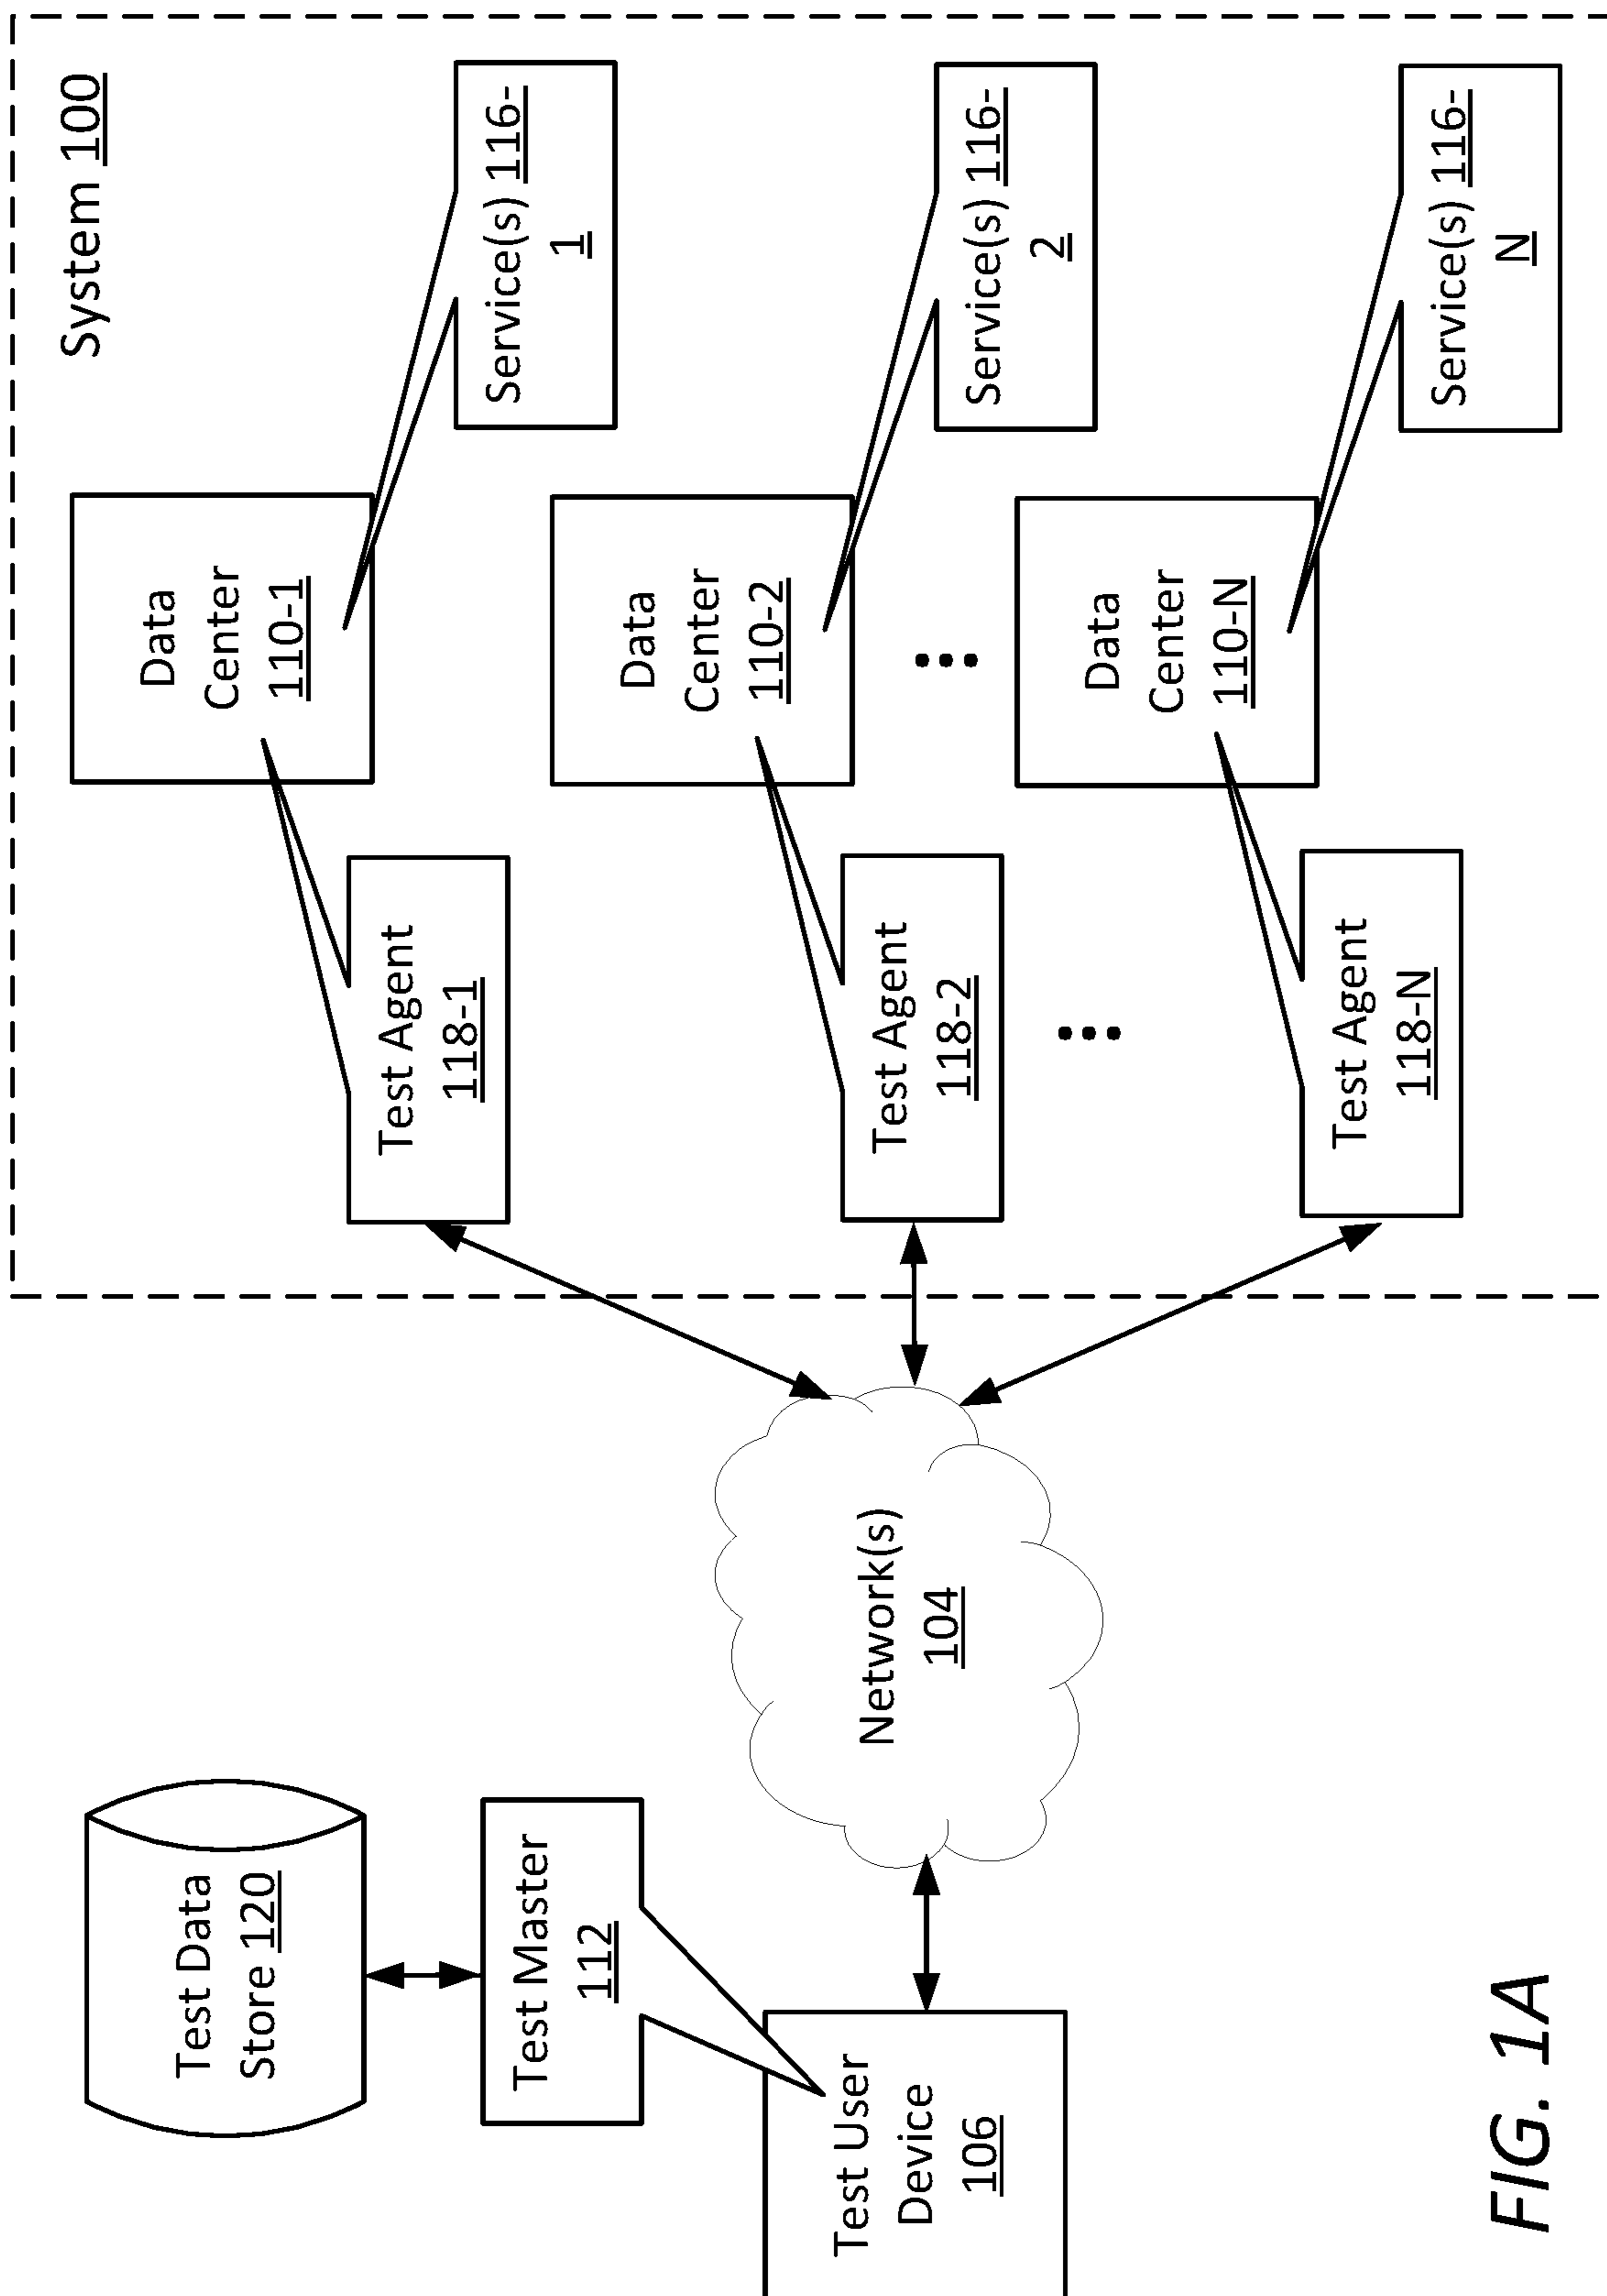 System 100
Test Data
Store 120
Test Master
112
Test User
Device
106
Network(s)
104
Test Agent
118-1
Data
Center
110-1
Service(s) 116-
1
Test Agent
118-2
Data
Center
110-2
Service(s) 116-
2
Test Agent
118-N
Data
Center
110-N
Service(s) 116-
N
FIG. 1A